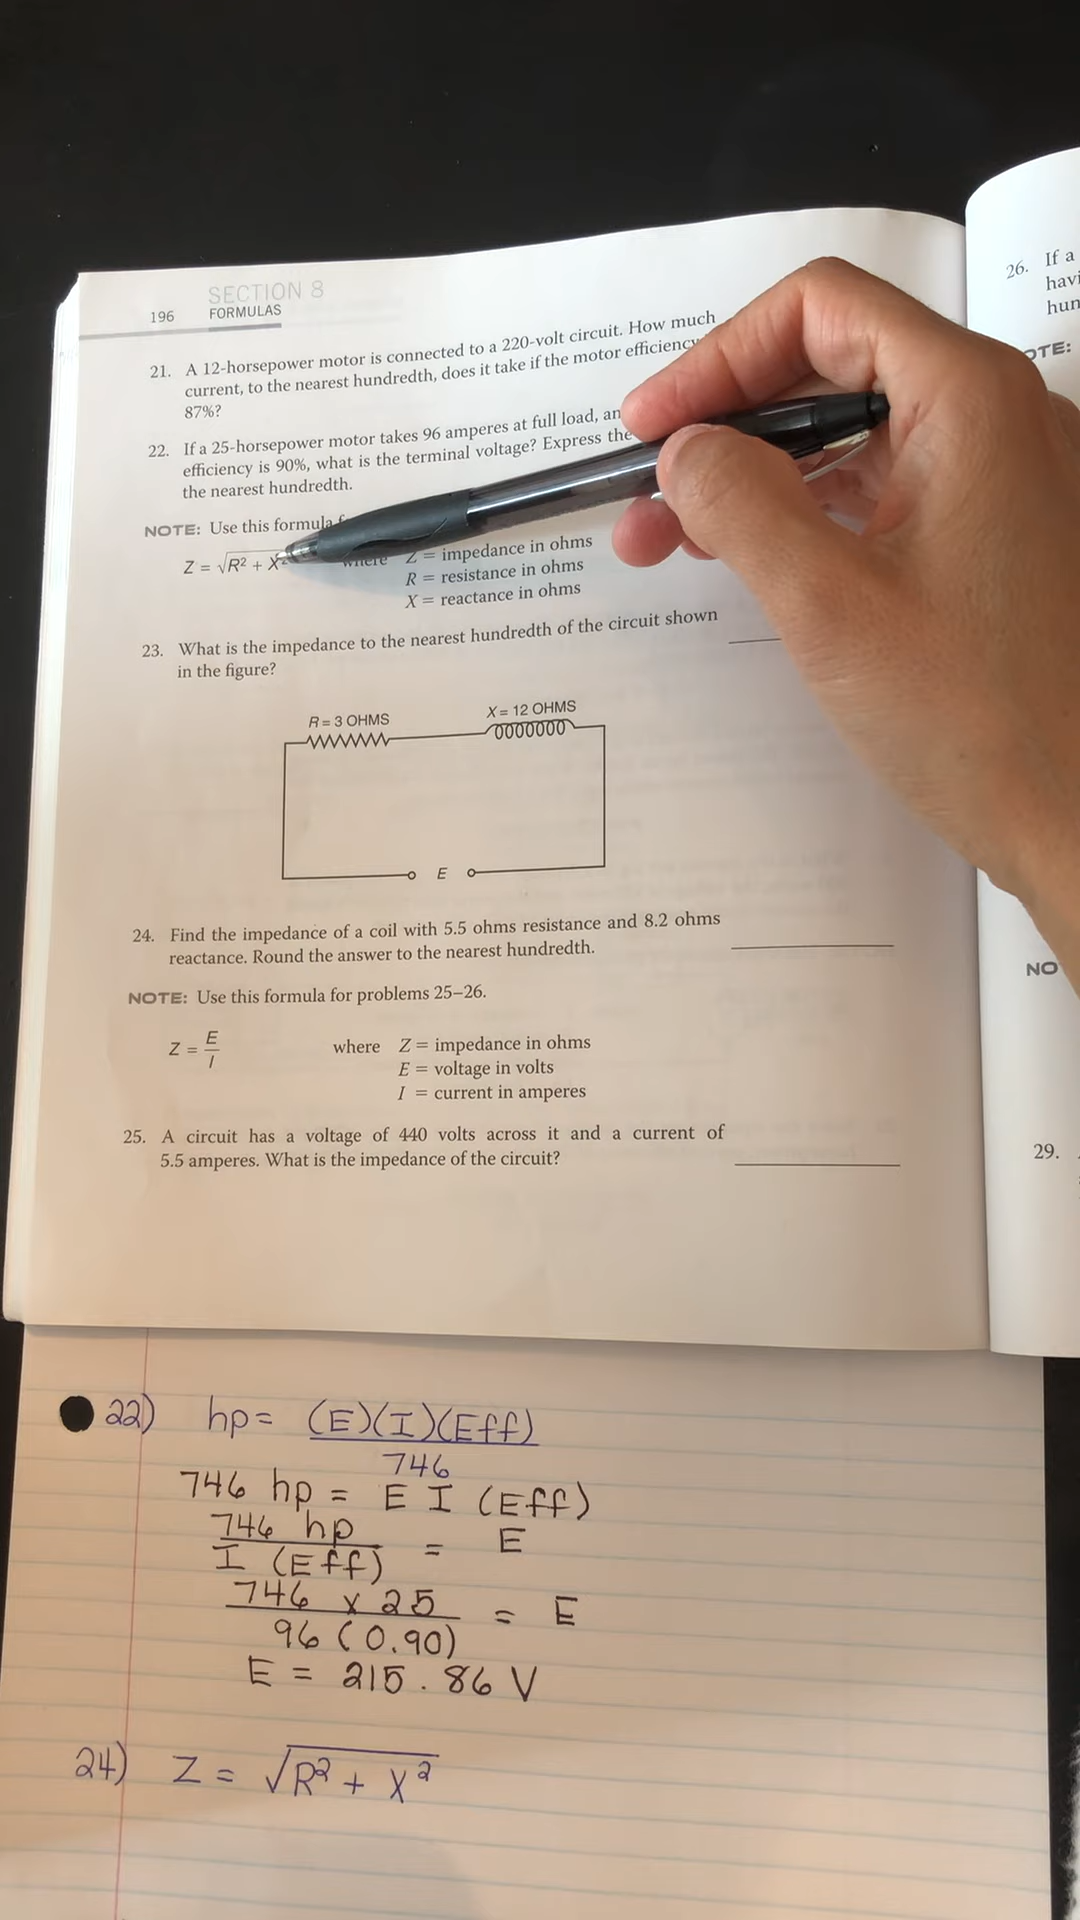 SECTION 8
196 FORMULAS
21. A 12-horsepower motor is connected to a 220-volt circuit. How much
current, to the nearest hundredth, does it take if the motor efficiency
87%?
22. If a 25-horsepower motor takes 96 amperes at full load, an
efficiency is 90%, what is the terminal voltage? Express the
the nearest hundredth.
NOTE: Use this formula
Z = √R² + X² where Z = impedance in ohms
R = resistance in ohms
X = reactance in ohms
23. What is the impedance to the nearest hundredth of the circuit shown
in the figure?
R = 3 OHMS
X = 12 OHMS
E
24. Find the impedance of a coil with 5.5 ohms resistance and 8.2 ohms
reactance. Round the answer to the nearest hundredth.
NOTE: Use this formula for problems 25–26.
Z = E/I where Z = impedance in ohms
E = voltage in volts
I = current in amperes
25. A circuit has a voltage of 440 volts across it and a current of
5.5 amperes. What is the impedance of the circuit?
26. If a
havi
hun
OTE:
NO
29.
22) hp = (E)(I)(Eff)
746
746 hp = E I (Eff)
746 hp
I (Eff) = E
746 x 25
96 (0.90) = E
E = 215.86 V
24) Z = √R² + X²